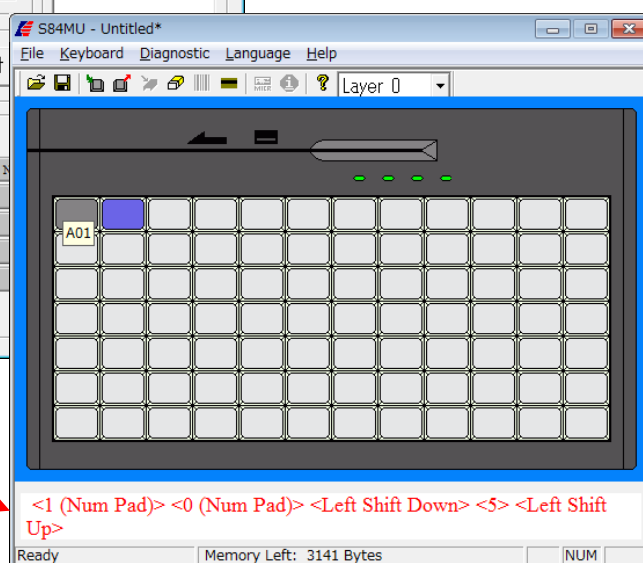 S84MU - Untitled*
File Keyboard Diagnostic Language Help
Layer 0
A01
<1 (Num Pad)> <0 (Num Pad)> <Left Shift Down> <5> <Left Shift
Up>
Ready Memory Left: 3141 Bytes NUM